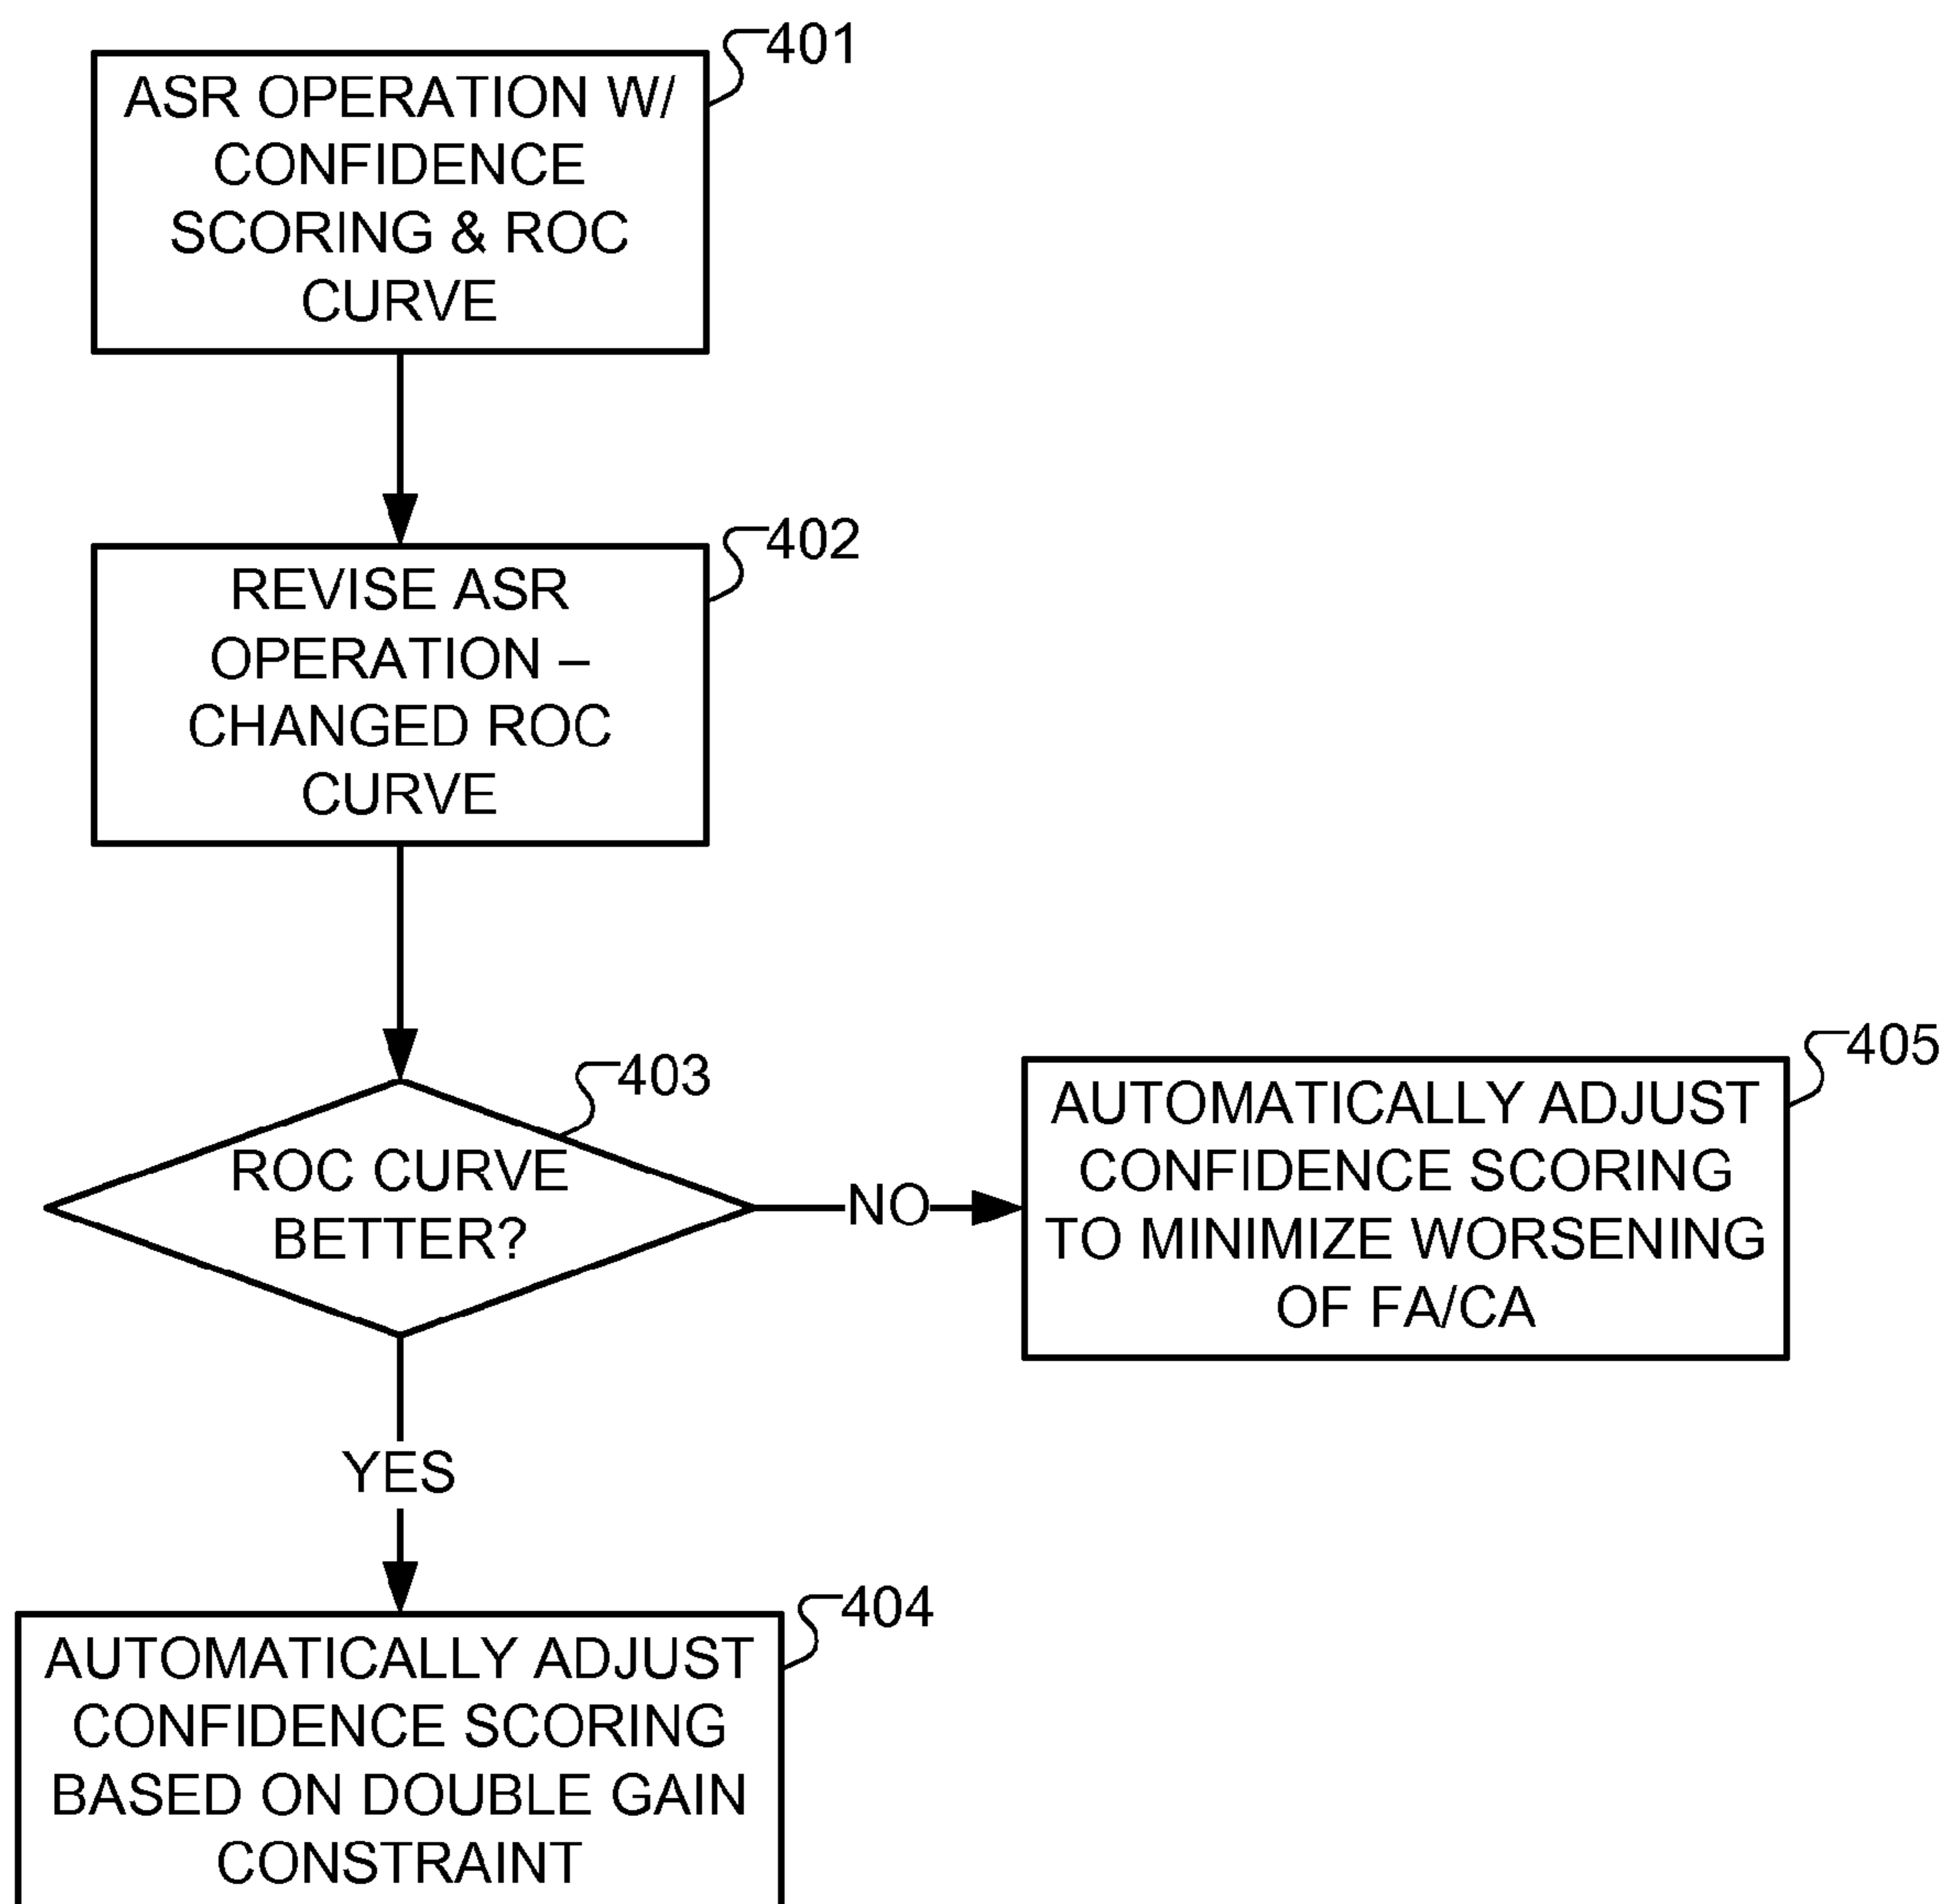 401
ASR OPERATION W/
CONFIDENCE
SCORING & ROC
CURVE
402
REVISE ASR
OPERATION –
CHANGED ROC
CURVE
403
ROC CURVE
BETTER?
NO
405
AUTOMATICALLY ADJUST
CONFIDENCE SCORING
TO MINIMIZE WORSENING
OF FA/CA
YES
404
AUTOMATICALLY ADJUST
CONFIDENCE SCORING
BASED ON DOUBLE GAIN
CONSTRAINT